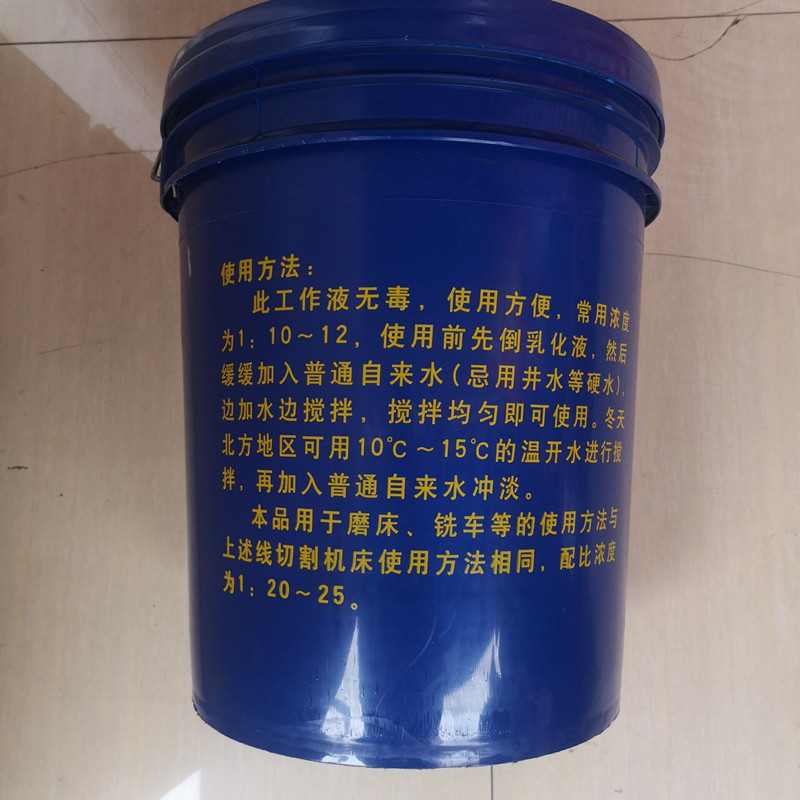 使用方法：
此工作液无毒，使用方便，常用浓度
为1：10～12，使用前先倒乳化液，然后
缓缓加入普通自来水(忌用井水等硬水)，
边加水边搅拌，搅拌均匀即可使用。冬天
北方地区可用10℃～15℃的温开水进行搅
拌，再加入普通自来水冲淡。
本品用于磨床、铣车等的使用方法与
上述线切割机床使用方法相同，配比浓度
为1：20～25。